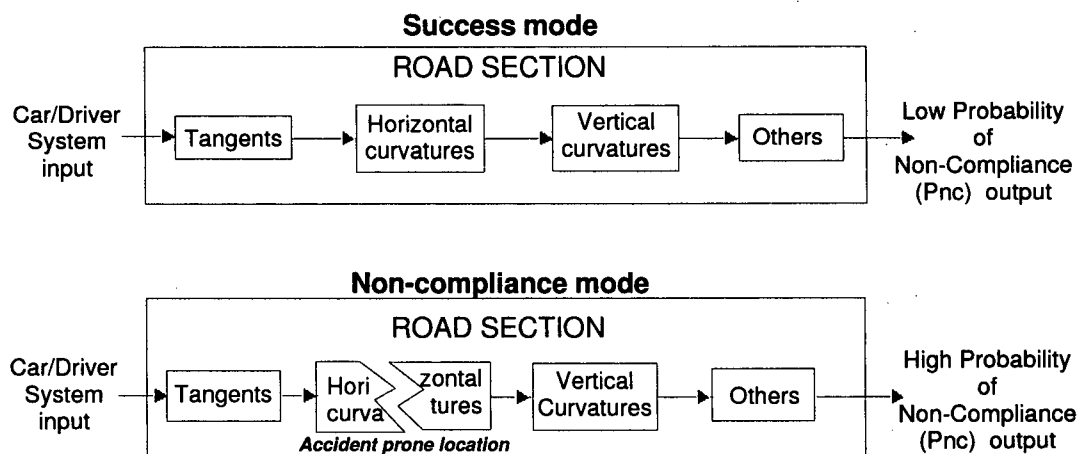 Success mode
ROAD SECTION
Car/Driver
System
input
Tangents
Horizontal
curvatures
Vertical
curvatures
Others
Low Probability
of
Non-Compliance
(Pnc) output
Non-compliance mode
ROAD SECTION
Car/Driver
System
input
Tangents
Hori zontal
curva tures
Accident prone location
Vertical
Curvatures
Others
High Probability
of
Non-Compliance
(Pnc) output